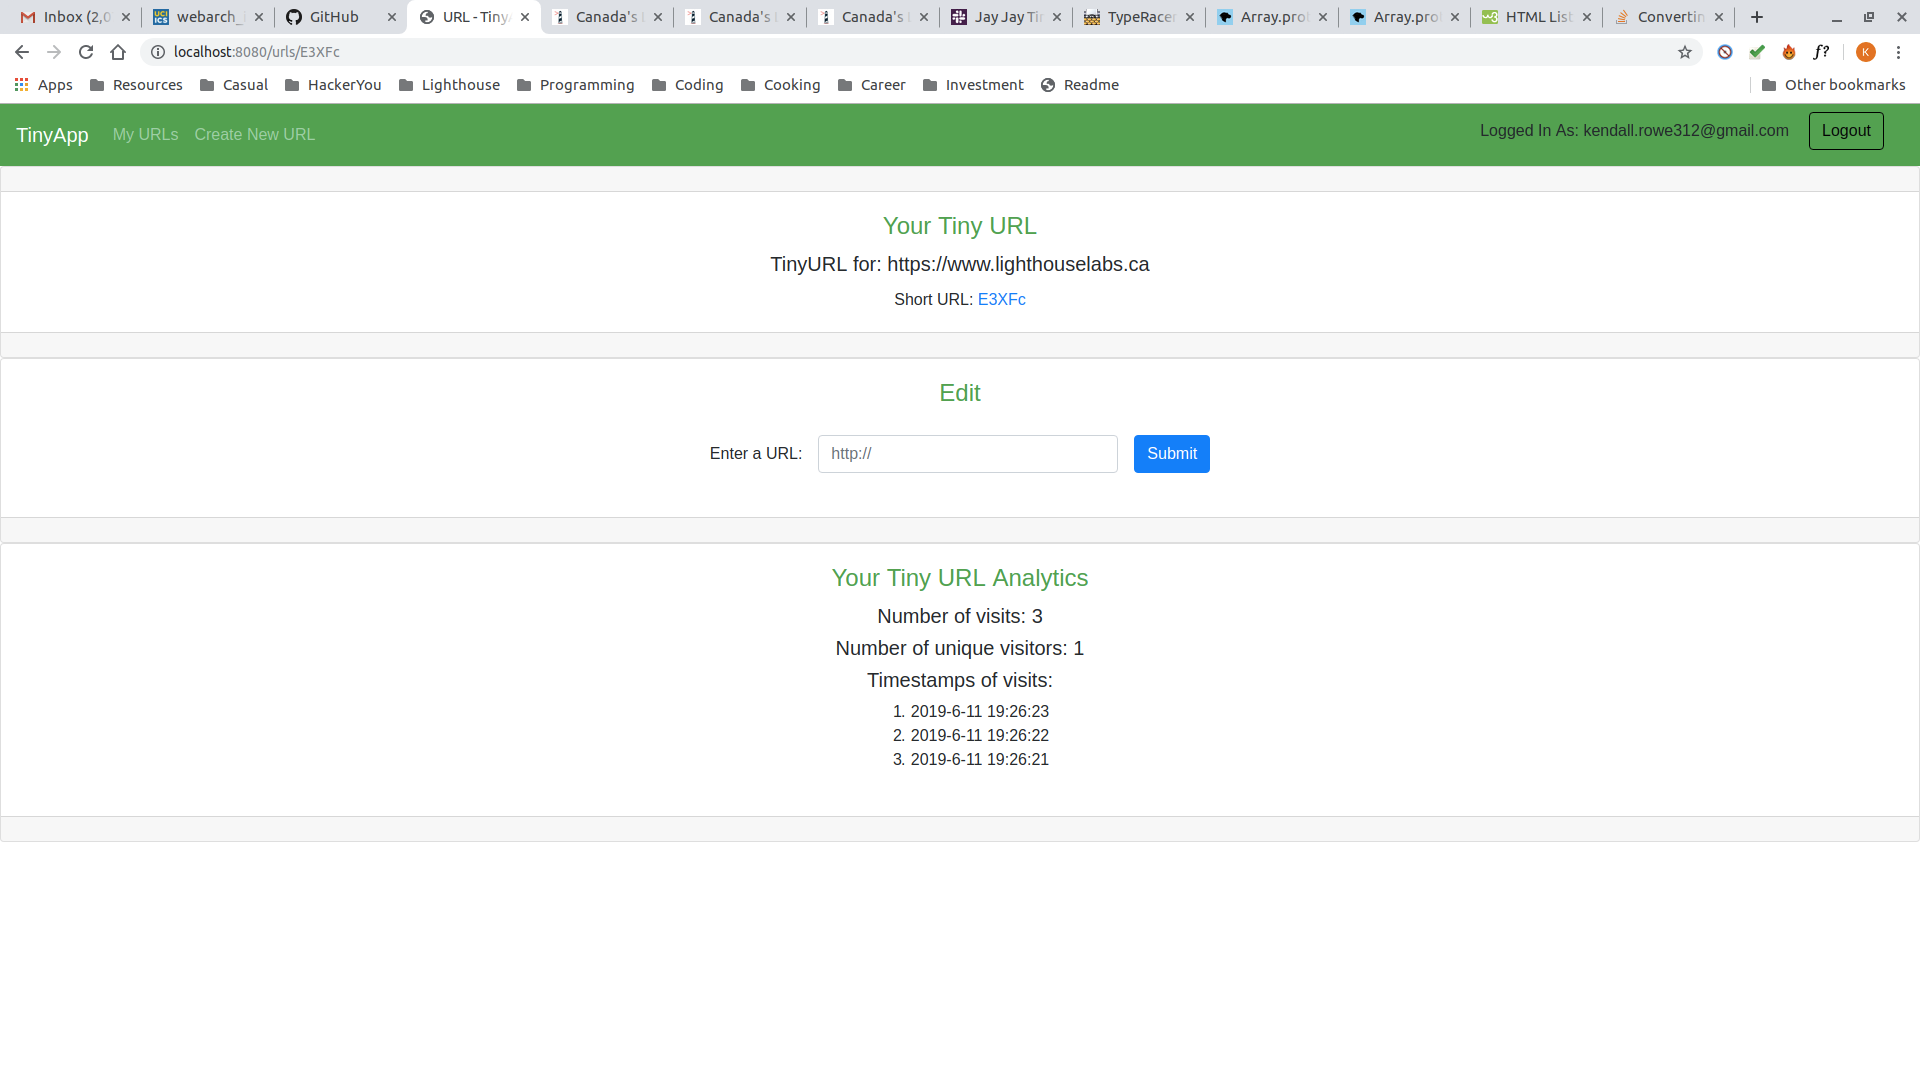 Inbox (2,0 webarch_ GitHub URL - Tiny Canada's Canada's Canada's Jay Jay Ti TypeRacer Array.pro Array.pro HTML List Convertin
localhost:8080/urls/E3XFc
Apps Resources Casual HackerYou Lighthouse Programming Coding Cooking Career Investment Readme Other bookmarks
TinyApp My URLs Create New URL Logged In As: kendall.rowe312@gmail.com Logout
Your Tiny URL
TinyURL for: https://www.lighthouselabs.ca
Short URL: E3XFc
Edit
Enter a URL: http:// Submit
Your Tiny URL Analytics
Number of visits: 3
Number of unique visitors: 1
Timestamps of visits:
1. 2019-6-11 19:26:23
2. 2019-6-11 19:26:22
3. 2019-6-11 19:26:21